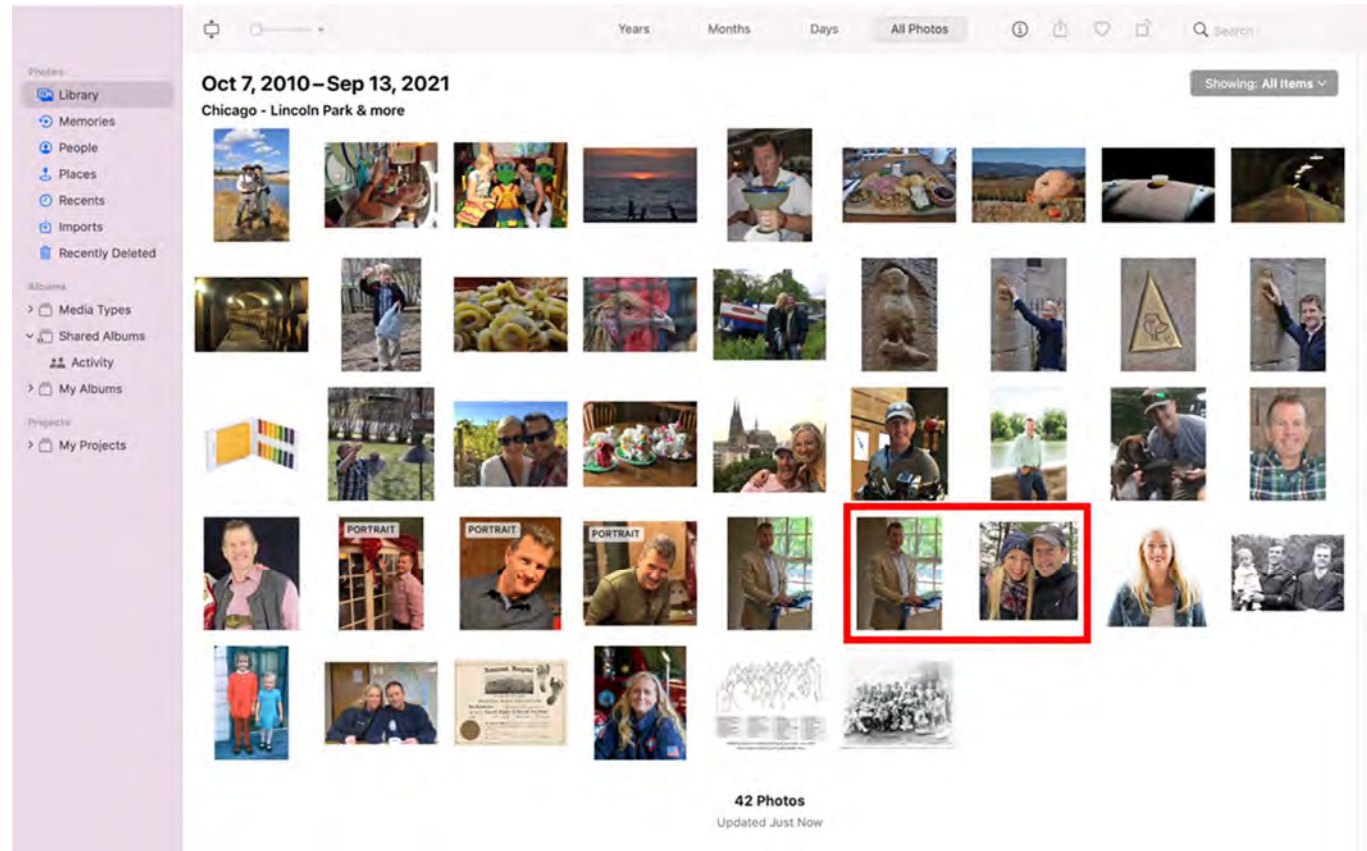 Years Months Days All Photos Search
Photos
Library
Memories
People
Places
Recents
Imports
Recently Deleted
Albums
Media Types
Shared Albums
Activity
My Albums
Projects
My Projects
Oct 7, 2010–Sep 13, 2021
Showing: All Items
Chicago - Lincoln Park & more
PORTRAIT PORTRAIT PORTRAIT
42 Photos
Updated Just Now